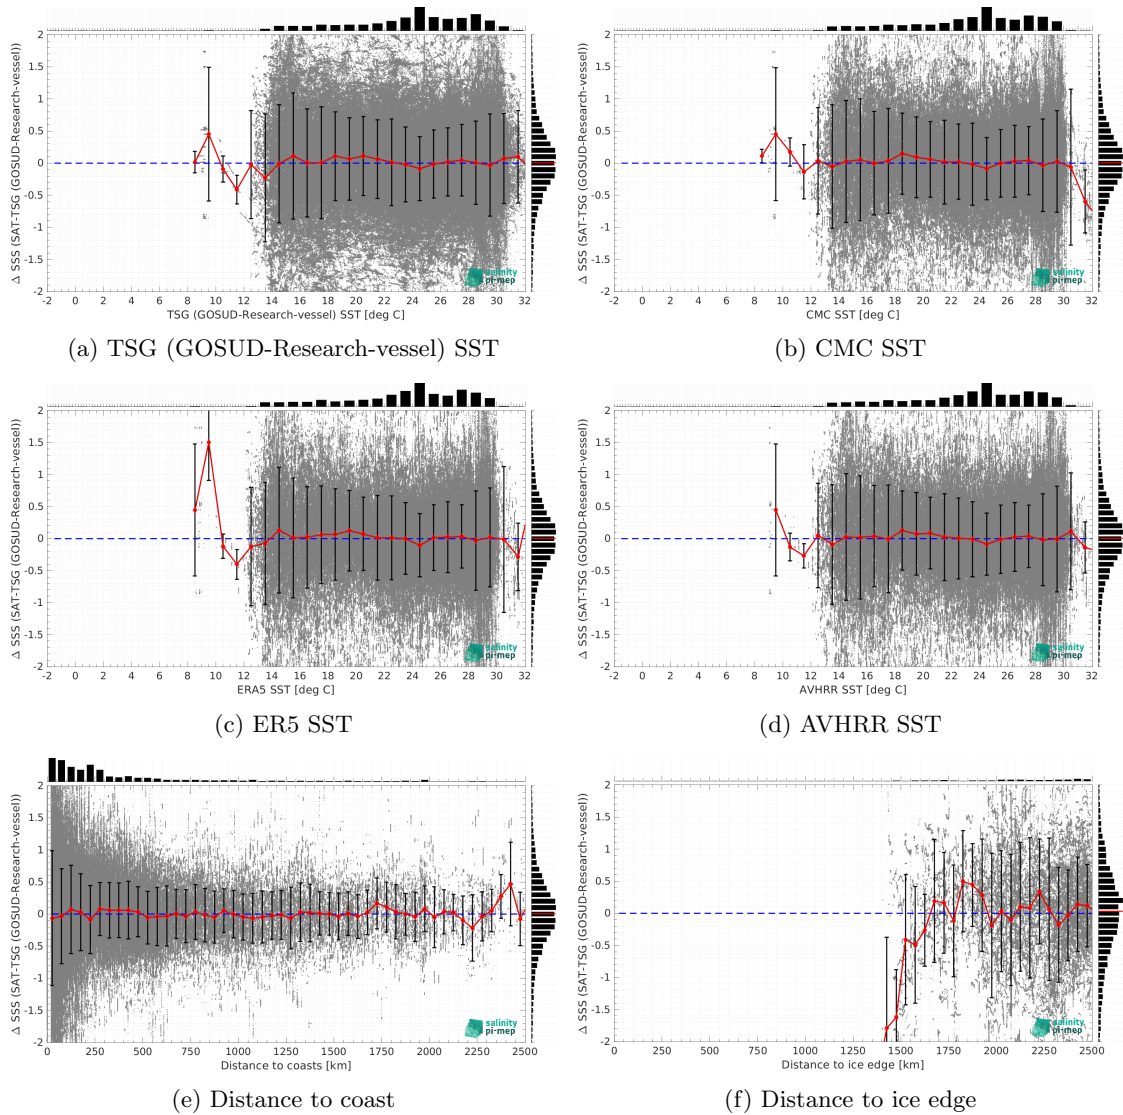 2
1.5
1
0.5
0
-0.5
-1
-1.5
-2
Δ SSS (SAT-TSG (GOSUD-Research-vessel))
salinity
pi-mep
-2 0 2 4 6 8 10 12 14 16 18 20 22 24 26 28 30 32
TSG (GOSUD-Research-vessel) SST [deg C]
(a) TSG (GOSUD-Research-vessel) SST
2
1.5
1
0.5
0
-0.5
-1
-1.5
-2
Δ SSS (SAT-TSG (GOSUD-Research-vessel))
salinity
pi-mep
-2 0 2 4 6 8 10 12 14 16 18 20 22 24 26 28 30 32
CMC SST [deg C]
(b) CMC SST
2
1.5
1
0.5
0
-0.5
-1
-1.5
-2
Δ SSS (SAT-TSG (GOSUD-Research-vessel))
salinity
pi-mep
-2 0 2 4 6 8 10 12 14 16 18 20 22 24 26 28 30 32
ERA5 SST [deg C]
(c) ER5 SST
2
1.5
1
0.5
0
-0.5
-1
-1.5
-2
Δ SSS (SAT-TSG (GOSUD-Research-vessel))
salinity
pi-mep
-2 0 2 4 6 8 10 12 14 16 18 20 22 24 26 28 30 32
AVHRR SST [deg C]
(d) AVHRR SST
2
1.5
1
0.5
0
-0.5
-1
-1.5
-2
Δ SSS (SAT-TSG (GOSUD-Research-vessel))
salinity
pi-mep
0 250 500 750 1000 1250 1500 1750 2000 2250 2500
Distance to coasts [km]
(e) Distance to coast
2
1.5
1
0.5
0
-0.5
-1
-1.5
-2
Δ SSS (SAT-TSG (GOSUD-Research-vessel))
salinity
pi-mep
0 250 500 750 1000 1250 1500 1750 2000 2250 2500
Distance to ice edge [km]
(f) Distance to ice edge